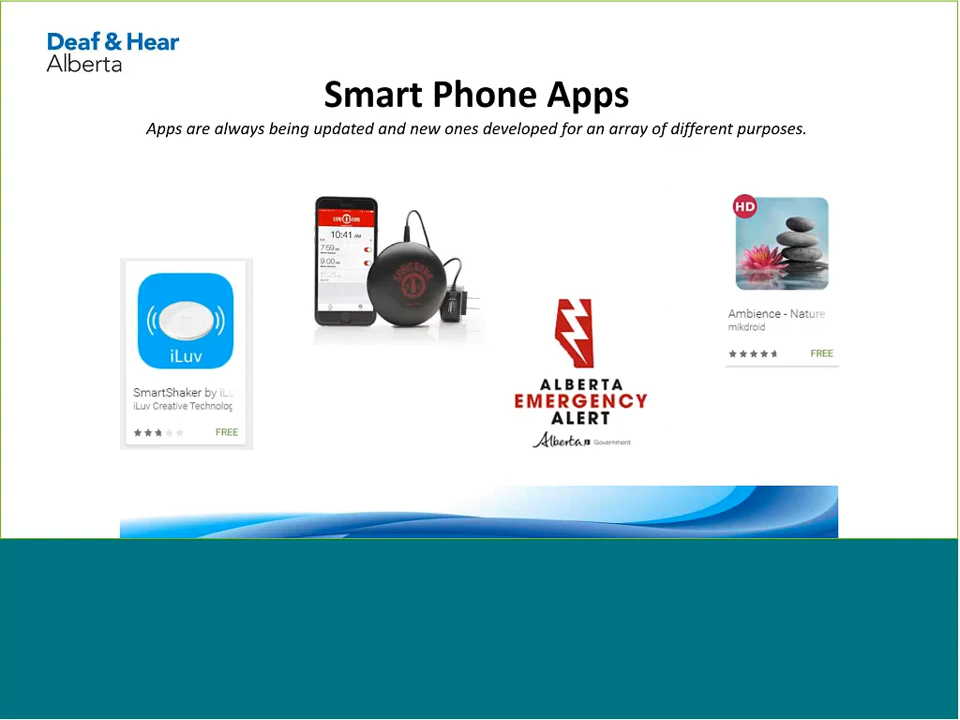 Deaf & Hear
Alberta
Smart Phone Apps
Apps are always being updated and new ones developed for an array of different purposes.
HD
10:41 AM
7:59
9:00
iLuv
SmartShaker by iLu
iLuv Creative Technolog
FREE
ALBERTA
EMERGENCY
ALERT
Alberta Government
Ambience - Nature
mikdroid
FREE